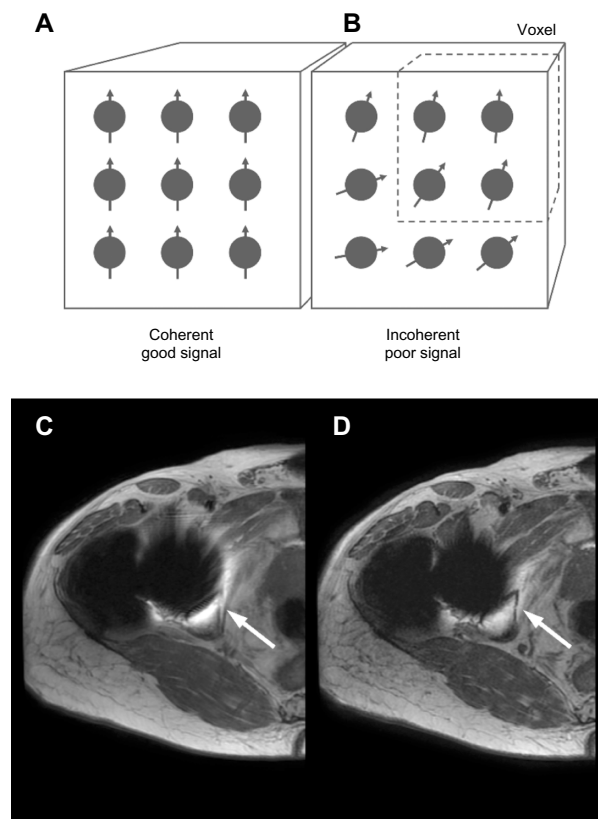 A
B
Voxel
Coherent
good signal
Incoherent
poor signal
C
D